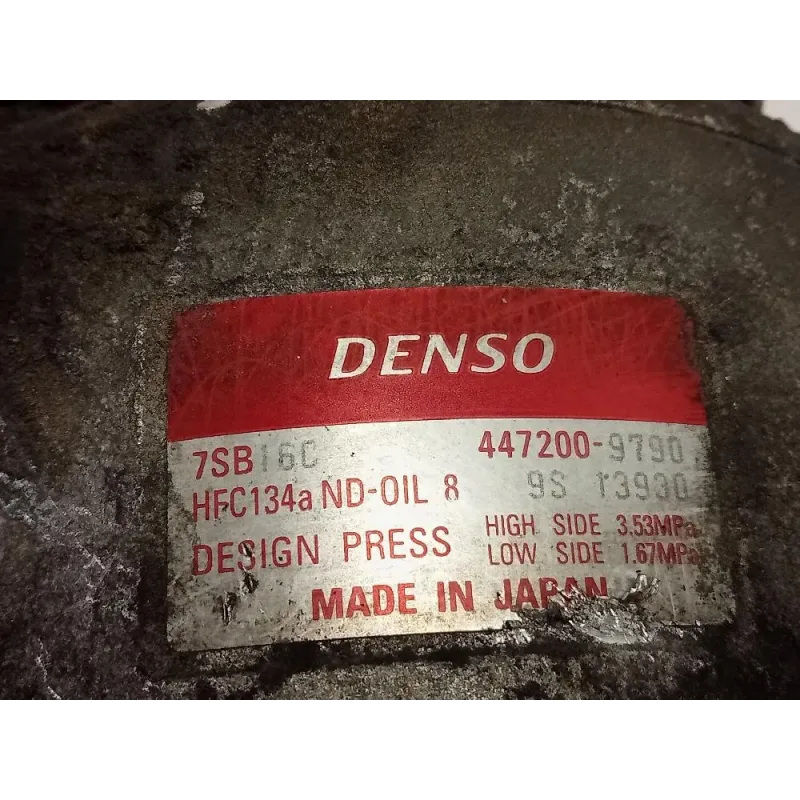 DENSO
7SB16C 447200-9790
HFC134a ND-OIL 8 9S 13930
DESIGN PRESS HIGH SIDE 3.53MPa
LOW SIDE 1.67MPa
MADE IN JAPAN